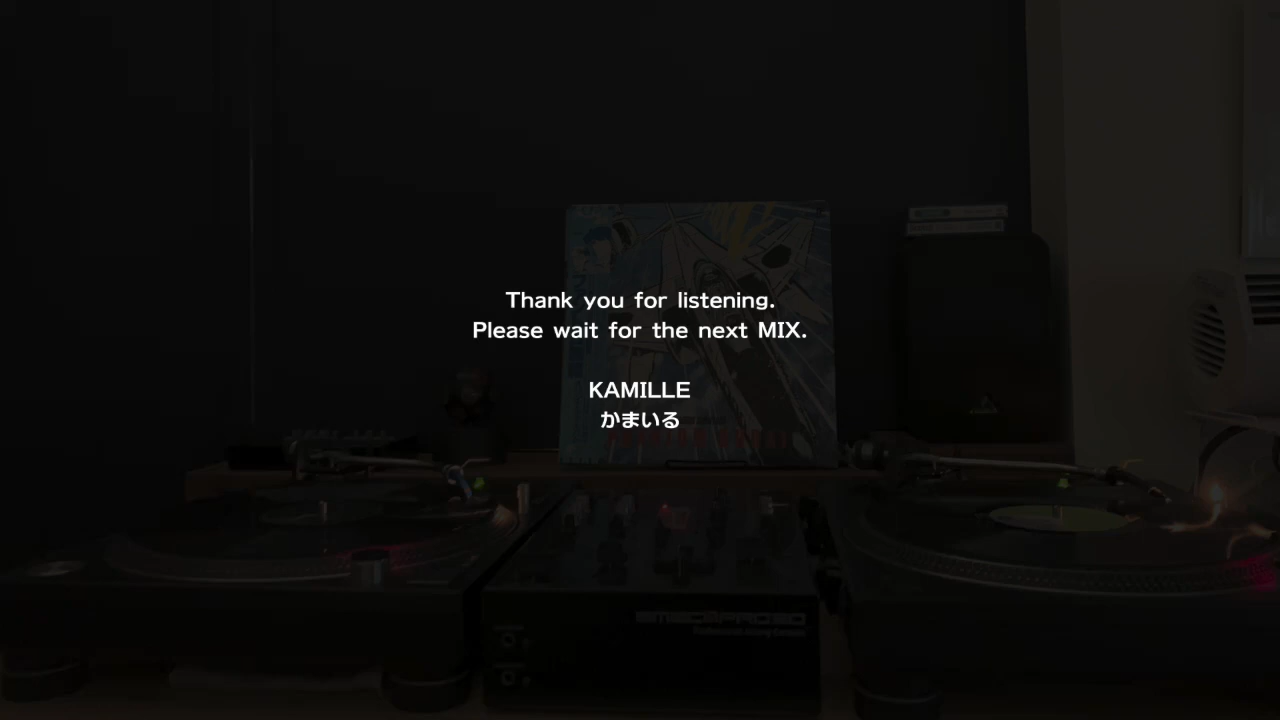 Thank you for listening.
Please wait for the next MIX.
KAMILLE
かまいる